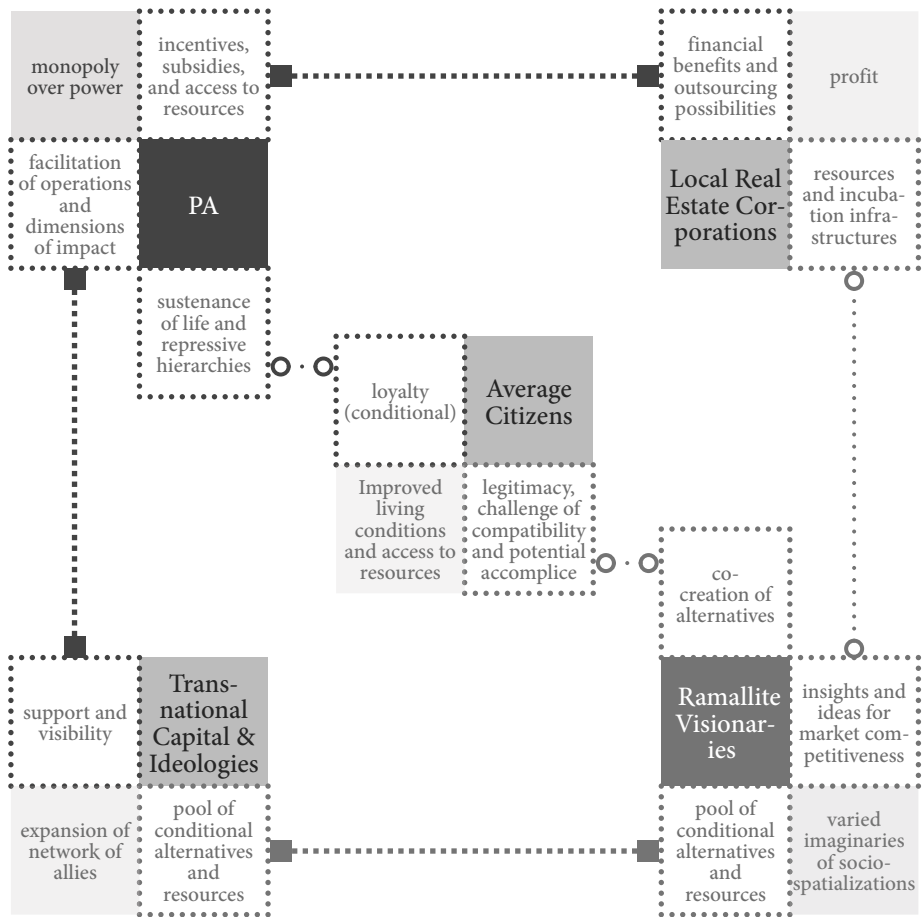 monopoly
over power
incentives,
subsidies,
and access to
resources
financial
benefits and
outsourcing
possibilities
profit
facilitation
of operations
and
dimensions
of impact
PA
Local Real
Estate Cor-
porations
resources
and incuba-
tion infra-
structures
sustenance
of life and
repressive
hierarchies
loyalty
(conditional)
Average
Citizens
Improved
living
conditions
and access to
resources
legitimacy,
challenge of
compatibility
and potential
accomplice
co-
creation of
alternatives
support and
visibility
Trans-
national
Capital &
Ideologies
Ramallite
Visionar-
ies
insights and
ideas for
market com-
petitiveness
expansion of
network of
allies
pool of
conditional
alternatives
and
resources
pool of
conditional
alternatives
and
resources
varied
imaginaries
of socio-
spatializations